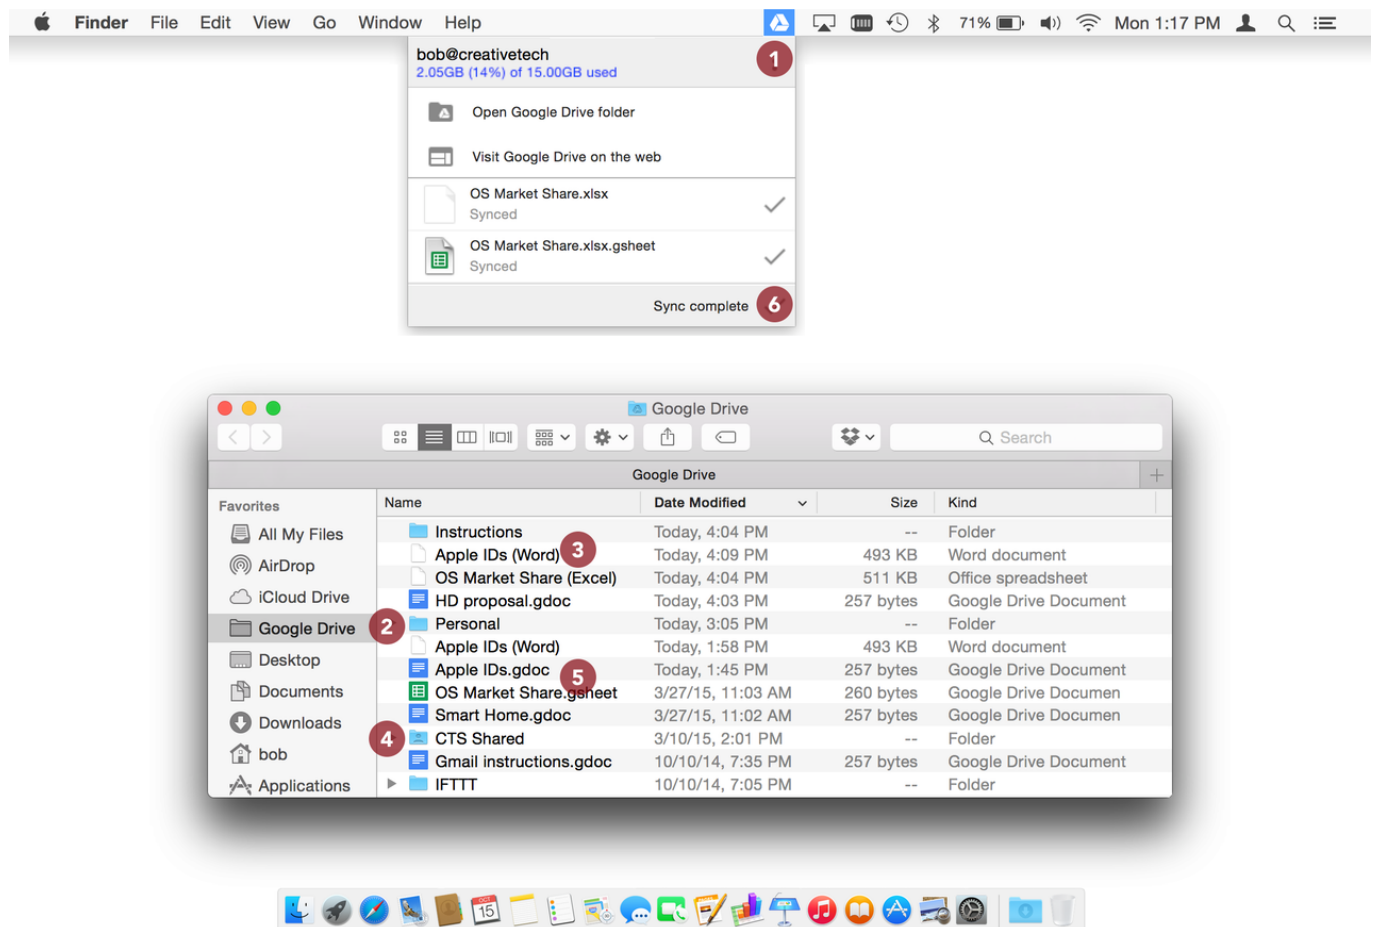 Finder File Edit View Go Window Help 71% Mon 1:17 PM
bob@creativetech
2.05GB (14%) of 15.00GB used
1
Open Google Drive folder
Visit Google Drive on the web
OS Market Share.xlsx
Synced
OS Market Share.xlsx.gsheet
Synced
Sync complete 6
Google Drive
Search
Google Drive
Favorites
All My Files
AirDrop
iCloud Drive
Google Drive 2
Desktop
Documents
Downloads
bob
Applications
Name Date Modified Size Kind
Instructions Today, 4:04 PM -- Folder
Apple IDs (Word) 3 Today, 4:09 PM 493 KB Word document
OS Market Share (Excel) Today, 4:04 PM 511 KB Office spreadsheet
HD proposal.gdoc Today, 4:03 PM 257 bytes Google Drive Document
Personal Today, 3:05 PM -- Folder
Apple IDs (Word) Today, 1:58 PM 493 KB Word document
Apple IDs.gdoc 5 Today, 1:45 PM 257 bytes Google Drive Document
OS Market Share.gsheet 3/27/15, 11:03 AM 260 bytes Google Drive Documen
Smart Home.gdoc 3/27/15, 11:02 AM 257 bytes Google Drive Documen
4 CTS Shared 3/10/15, 2:01 PM -- Folder
Gmail instructions.gdoc 10/10/14, 7:35 PM 257 bytes Google Drive Document
IFTTT 10/10/14, 7:05 PM -- Folder
OCT
15